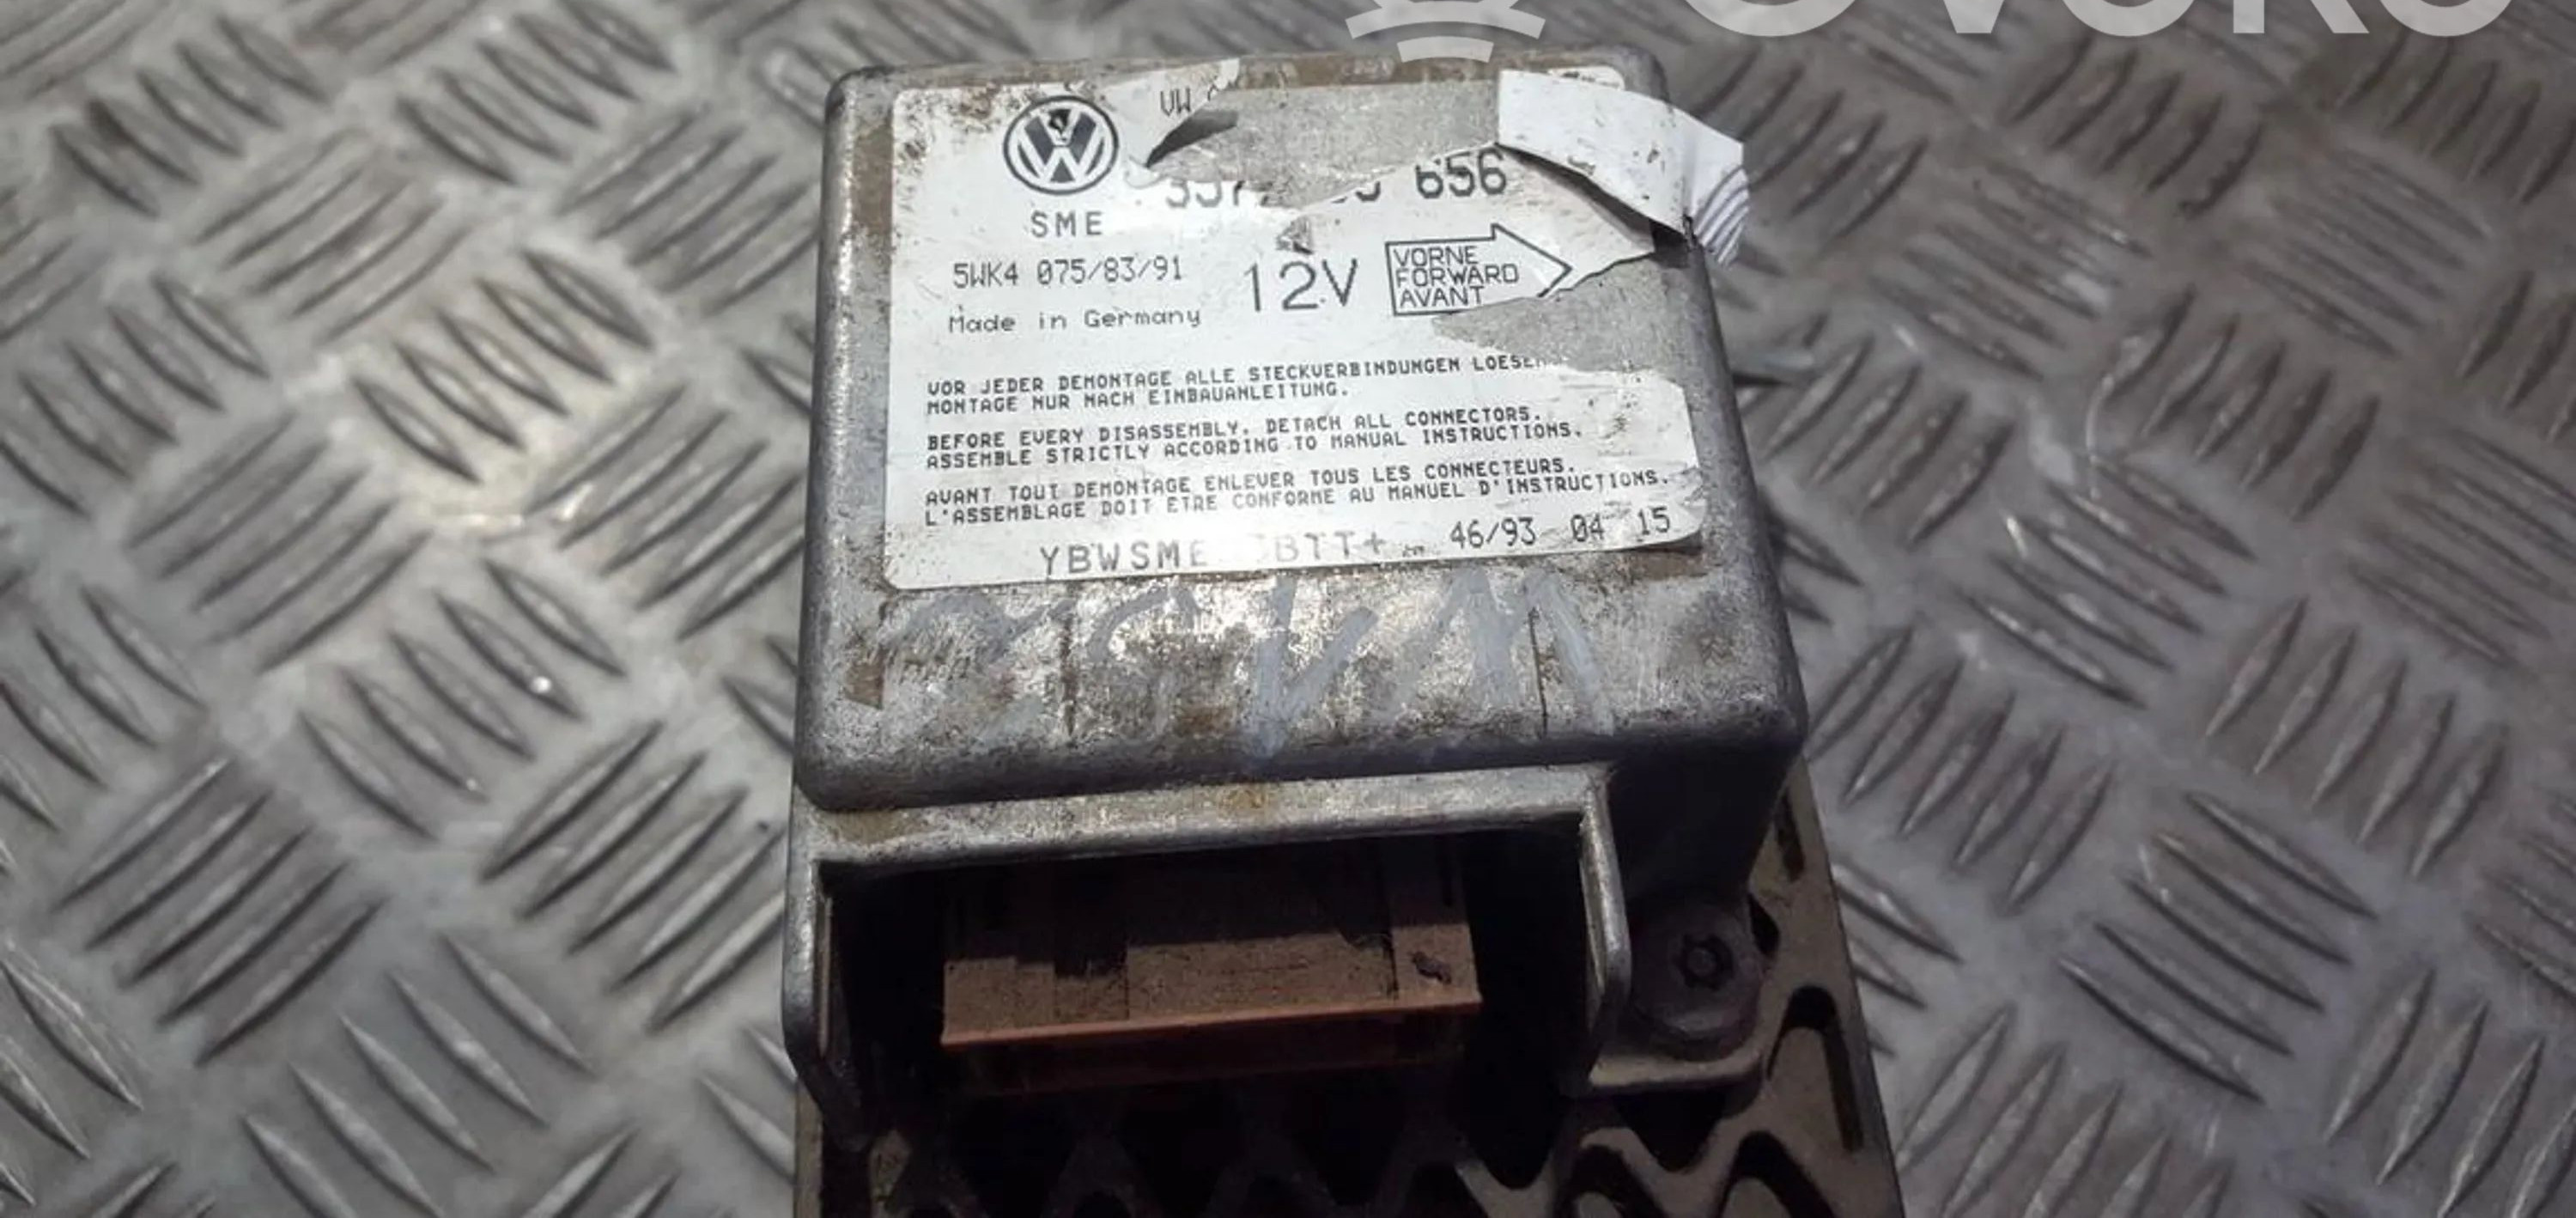 VW
656
SME
5WK4 075/83/91
12V
VORNE
FORWARD
AVANT
Made in Germany
VOR JEDER DEMONTAGE ALLE STECKVERBINDUNGEN
MONTAGE NUR NACH EINBAUANLEITUNG.
BEFORE EVERY DISASSEMBLY. DETACH ALL CONNECTORS.
ASSEMBLE STRICTLY ACCORDING TO MANUAL INSTRUCTIONS.
AVANT TOUT DEMONTAGE ENLEVER TOUS LES CONNECTEURS.
L'ASSEMBLAGE DOIT ETRE CONFORME AU MANUEL D'INSTRUCTIONS.
YBWSME 46/93 04 15